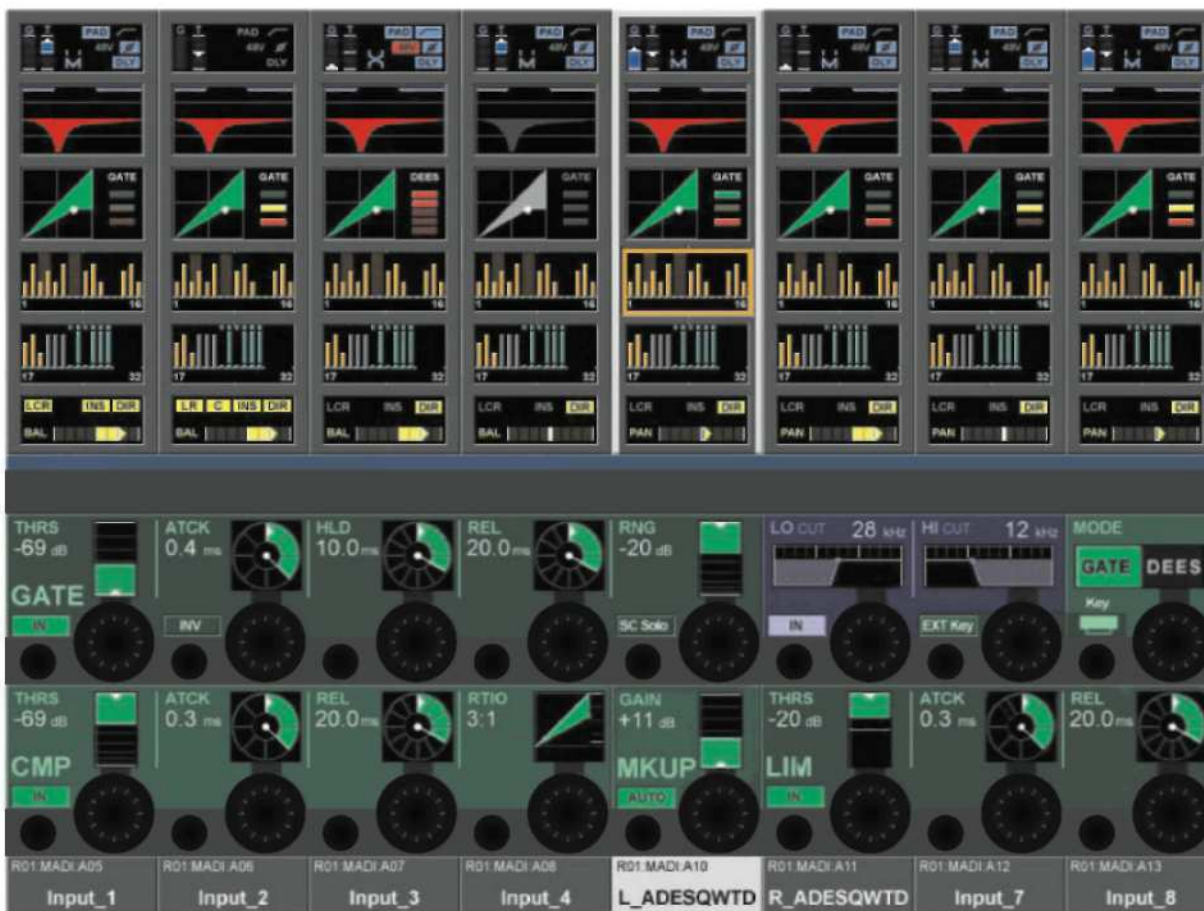 G T PAD 48V DLY
G T PAD 48V DLY
G T PAD 48V DLY
G T PAD 48V DLY
G T PAD 48V DLY
G T PAD 48V DLY
G T PAD 48V DLY
G T PAD 48V DLY
GATE GATE DEES GATE GATE GATE GATE GATE
1 16 1 16 1 16 1 16 1 16 1 16 1 16 1 16
17 32 17 32 17 32 17 32 17 32 17 32 17 32 17 32
LCR INS DIR LR C INS DIR LCR INS DIR LCR INS DIR LCR INS DIR LCR INS DIR LCR INS DIR LCR INS DIR
BAL BAL BAL BAL PAN PAN PAN PAN
THRS ATCK HLD REL RNG LO CUT 28 kHz HI CUT 12 kHz MODE
-69 dB 0.4 ms 10.0 ms 20.0 ms -20 dB
GATE DEES
GATE
Key
IN INV SC Solo IN EXT Key
THRS ATCK REL RTIO GAIN THRS ATCK REL
-69 dB 0.3 ms 20.0 ms 3:1 +11 dB -20 dB 0.3 ms 20.0 ms
CMP MKUP LIM
IN AUTO IN
R01:MADI:A05 R01:MADI:A06 R01:MADI:A07 R01:MADI:A08 R01:MADI:A10 R01:MADI:A11 R01:MADI:A12 R01:MADI:A13
Input_1 Input_2 Input_3 Input_4 L_ADESQWTD R_ADESQWTD Input_7 Input_8